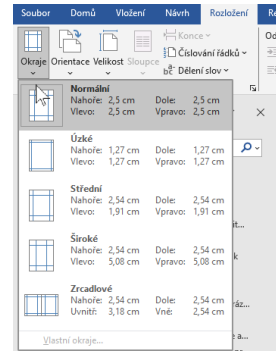 Soubor Domů Vložení Návrh Rozložení
Konce
Číslování řádků
Okraje Orientace Velikost Sloupce
Dělení slov
Normální
Nahoře: 2,5 cm Dole: 2,5 cm
Vlevo: 2,5 cm Vpravo: 2,5 cm
Úzké
Nahoře: 1,27 cm Dole: 1,27 cm
Vlevo: 1,27 cm Vpravo: 1,27 cm
Střední
Nahoře: 2,54 cm Dole: 2,54 cm
Vlevo: 1,91 cm Vpravo: 1,91 cm
Široké
Nahoře: 2,54 cm Dole: 2,54 cm
Vlevo: 5,08 cm Vpravo: 5,08 cm
Zrcadlové
Nahoře: 2,54 cm Dole: 2,54 cm
Uvnitř: 3,18 cm Vně: 2,54 cm
Vlastní okraje...